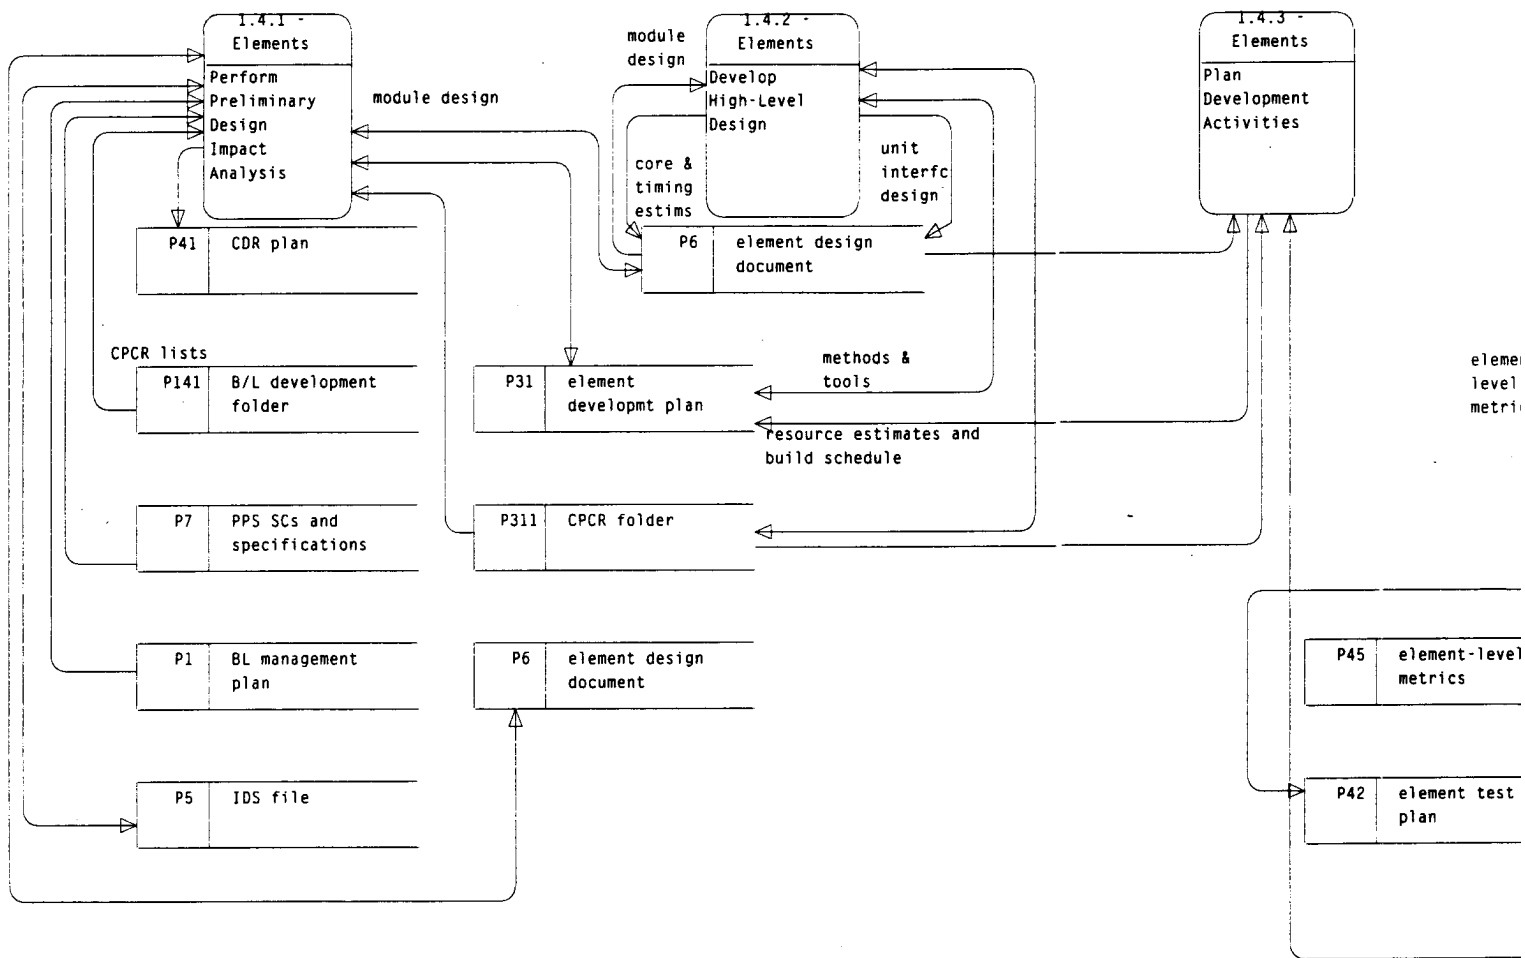 1.4.1 -
Elements
Perform
Preliminary
Design
Impact
Analysis
module design
module
design
1.4.2 -
Elements
Develop
High-Level
Design
core &
timing
estims
unit
interfc
design
1.4.3 -
Elements
Plan
Development
Activities
P41 CDR plan
P6 element design
document
CPCR lists
P141 B/L development
folder
P31 element
developmt plan
methods &
tools
resource estimates and
build schedule
elemen
level
metri
P7 PPS SCs and
specifications
P311 CPCR folder
P1 BL management
plan
P6 element design
document
P45 element-level
metrics
P5 IDS file
P42 element test
plan